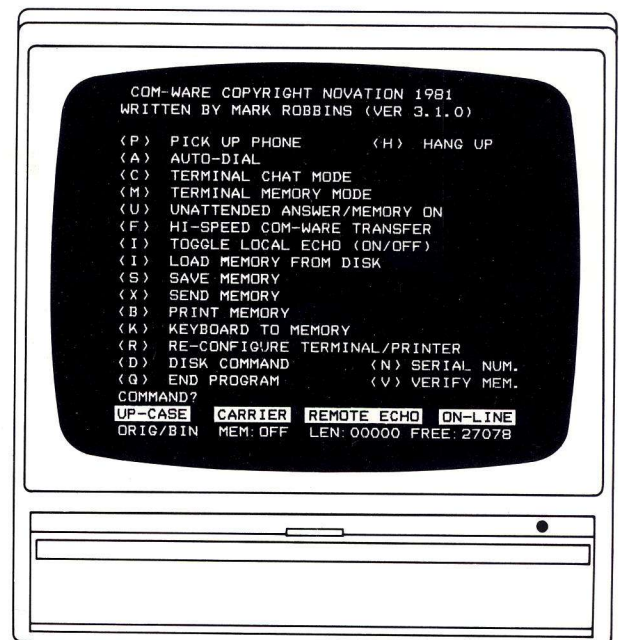 COM-WARE COPYRIGHT NOVATION 1981
WRITTEN BY MARK ROBBINS (VER 3.1.0)
(P) PICK UP PHONE (H) HANG UP
(A) AUTO-DIAL
(C) TERMINAL CHAT MODE
(M) TERMINAL MEMORY MODE
(U) UNATTENDED ANSWER/MEMORY ON
(F) HI-SPEED COM-WARE TRANSFER
(I) TOGGLE LOCAL ECHO (ON/OFF)
(I) LOAD MEMORY FROM DISK
(S) SAVE MEMORY
(X) SEND MEMORY
(B) PRINT MEMORY
(K) KEYBOARD TO MEMORY
(R) RE-CONFIGURE TERMINAL/PRINTER
(D) DISK COMMAND (N) SERIAL NUM.
(Q) END PROGRAM (V) VERIFY MEM.
COMMAND?
UP-CASE CARRIER REMOTE ECHO ON-LINE
ORIG/BIN MEM:OFF LEN:00000 FREE:27078